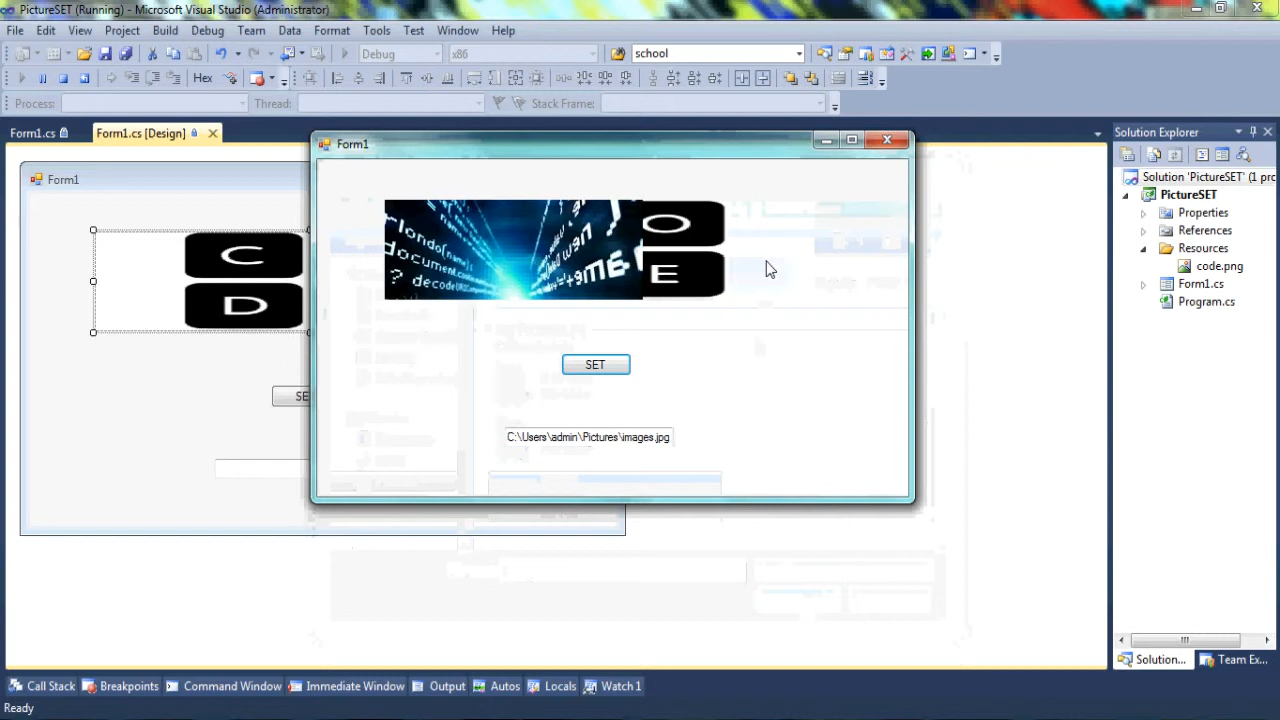 PictureSET (Running) - Microsoft Visual Studio (Administrator)
File Edit View Project Build Debug Team Data Format Tools Test Window Help
Debug x86 school
Hex
Process: Thread: Stack Frame:
Form1.cs Form1.cs [Design]
Form1
C
D
SE
Form1
document
? decode(
O
E
SET
C:\Users\admin\Pictures\images.jpg
Solution Explorer
Solution 'PictureSET' (1 pro
PictureSET
Properties
References
Resources
code.png
Form1.cs
Program.cs
Solution... Team Ex...
Call Stack Breakpoints Command Window Immediate Window Output Autos Locals Watch 1
Ready